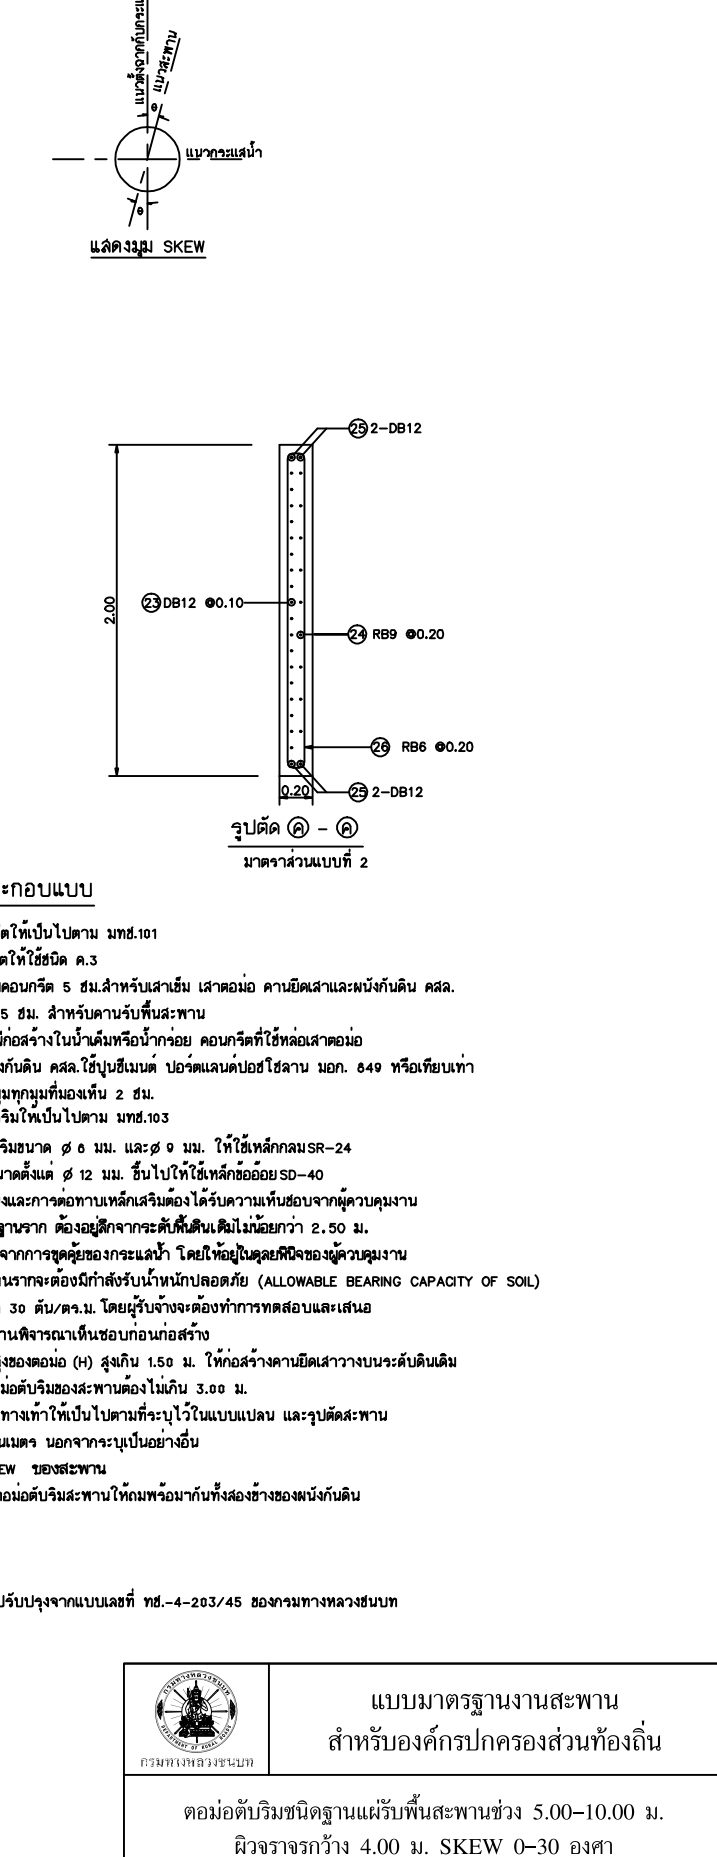 แนวตั้งฉากกับกระแ
แนวสะพาน
θ
แนวกระแสน้ำ
θ
แสดงมุม SKEW
25 2-DB12
2.00
23 DB12 @0.10
24 RB9 @0.20
26 RB6 @0.20
0.20
25 2-DB12
รูปตัด ค - ค
มาตราส่วนแบบที่ 2
ะกอบแบบ
ตให้เป็นไปตาม มทช.101
ตให้ใช้ชนิด ค.3
คอนกรีต 5 ซม.สำหรับเสาเข็ม เสาตอม่อ คานยึดเสาและผนังกันดิน คสล.
5 ซม. สำหรับคานรับพื้นสะพาน
ก่อสร้างในน้ำเค็มหรือน้ำกร่อย คอนกรีตที่ใช้หล่อเสาตอม่อ
งกันดิน คสล.ใช้ปูนซีเมนต์ ปอร์ตแลนด์ปอซโซลาน มอก. 849 หรือเทียบเท่า
มุมทุกมุมที่มองเห็น 2 ซม.
ริมให้เป็นไปตาม มทช.103
ริมขนาด ø 6 มม. และø 9 มม. ให้ใช้เหล็กกลมSR-24
นาดตั้งแต่ ø 12 มม. ขึ้นไปให้ใช้เหล็กข้ออ้อยSD-40
งและการต่อทาบเหล็กเสริมต้องได้รับความเห็นชอบจากผู้ควบคุมงาน
ฐานราก ต้องอยู่ลึกจากระดับพื้นดินเดิมไม่น้อยกว่า 2.50 ม.
จากการขุดคุ้ยของกระแสน้ำ โดยให้อยู่ในดุลยพินิจของผู้ควบคุมงาน
นรากจะต้องมีกำลังรับน้ำหนักปลอดภัย (ALLOWABLE BEARING CAPACITY OF SOIL)
30 ตัน/ตร.ม. โดยผู้รับจ้างจะต้องทำการทดสอบและเสนอ
านพิจารณาเห็นชอบก่อนก่อสร้าง
งของตอม่อ (H) สูงเกิน 1.50 ม. ให้ก่อสร้างคานยึดเสาวางบนระดับดินเดิม
ม่อตับริมของสะพานต้องไม่เกิน 3.00 ม.
ทางเท้าให้เป็นไปตามที่ระบุไว้ในแบบแปลน และรูปตัดสะพาน
นเมตร นอกจากระบุเป็นอย่างอื่น
EW ของสะพาน
อม่อตับริมสะพานให้ถมพร้อมๆกันทั้งสองข้างของผนังกันดิน
ปรับปรุงจากแบบเลขที่ ทช.-4-203/45 ของกรมทางหลวงชนบท
กรมทางหลวงชนบท
DEPARTMENT OF RURAL ROADS
กรมทางหลวงชนบท
แบบมาตรฐานงานสะพาน
สำหรับองค์กรปกครองส่วนท้องถิ่น
ตอม่อตับริมชนิดฐานแผ่รับพื้นสะพานช่วง 5.00-10.00 ม.
ผิวจราจรกว้าง 4.00 ม. SKEW 0-30 องศา